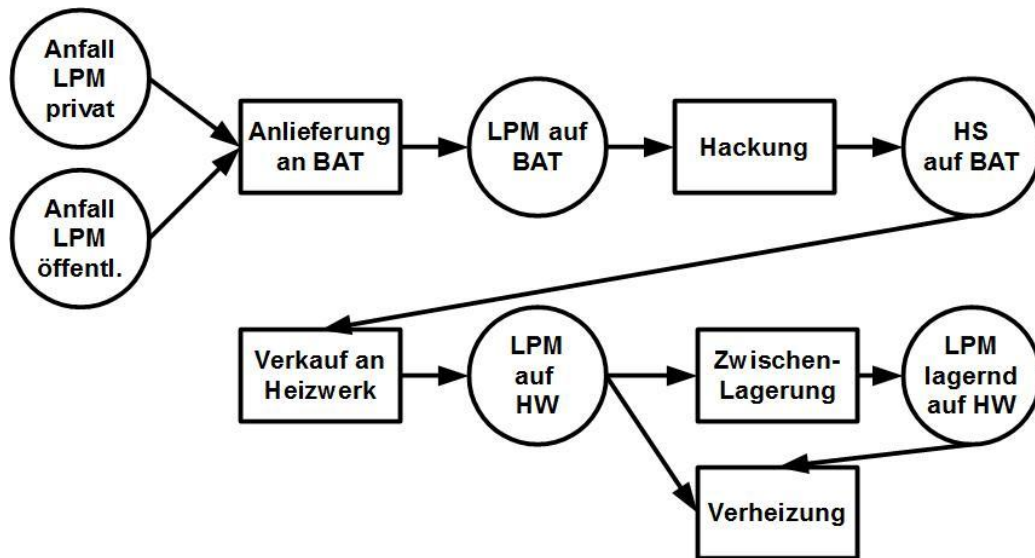 Anfall
LPM
privat
Anfall
LPM
öffentl.
Anlieferung
an BAT
LPM auf
BAT
Hackung
HS
auf BAT
Verkauf an
Heizwerk
LPM
auf
HW
Zwischen-
Lagerung
LPM
lagernd
auf HW
Verheizung